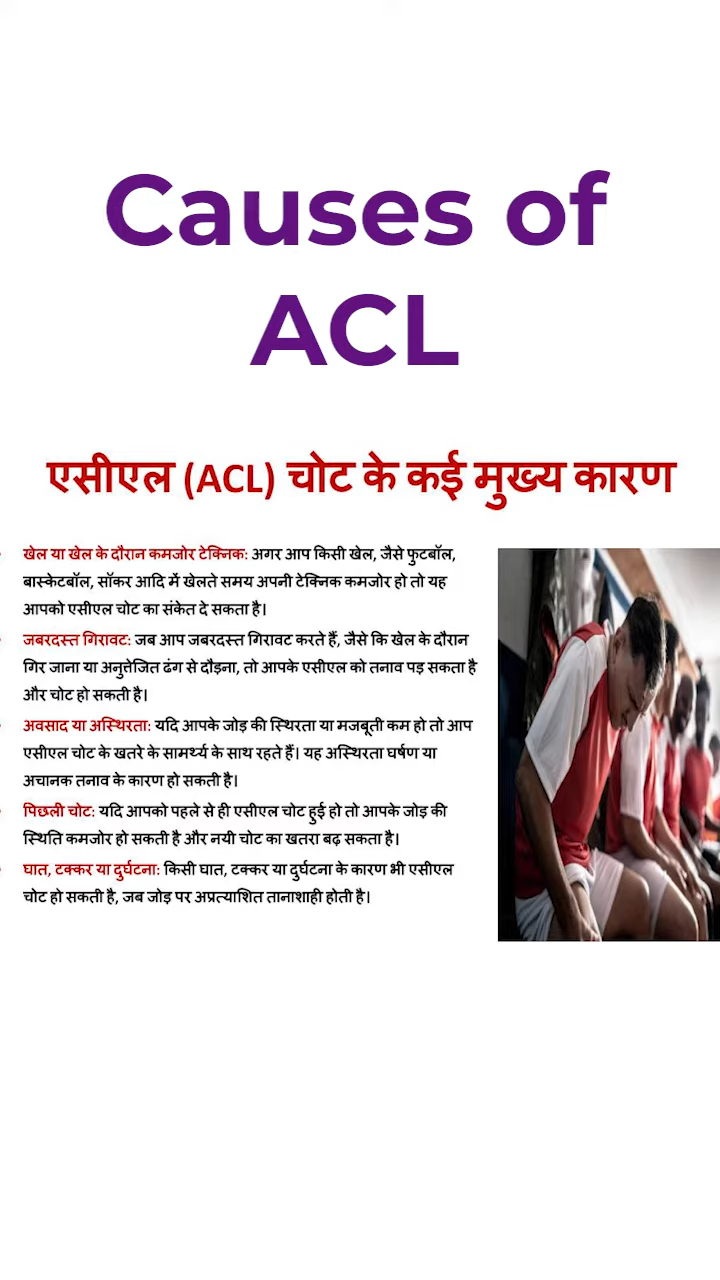 Causes of
ACL
एसीएल (ACL) चोट के कई मुख्य कारण
खेल या खेल के दौरान कमजोर टेक्निक: अगर आप किसी खेल, जैसे फुटबॉल,
बास्केटबॉल, सॉकर आदि में खेलते समय अपनी टेक्निक कमजोर हो तो यह
आपको एसीएल चोट का संकेत दे सकता है।
जबरदस्त गिरावट: जब आप जबरदस्त गिरावट करते हैं, जैसे कि खेल के दौरान
गिर जाना या अनुत्तेजित ढंग से दौड़ना, तो आपके एसीएल को तनाव पड़ सकता है
और चोट हो सकती है।
अवसाद या अस्थिरता: यदि आपके जोड़ की स्थिरता या मजबूती कम हो तो आप
एसीएल चोट के खतरे के सामर्थ्य के साथ रहते हैं। यह अस्थिरता घर्षण या
अचानक तनाव के कारण हो सकती है।
पिछली चोट: यदि आपको पहले से ही एसीएल चोट हुई हो तो आपके जोड़ की
स्थिति कमजोर हो सकती है और नयी चोट का खतरा बढ़ सकता है।
घात, टक्कर या दुर्घटना: किसी घात, टक्कर या दुर्घटना के कारण भी एसीएल
चोट हो सकती है, जब जोड़ पर अप्रत्याशित तानाशाही होती है।